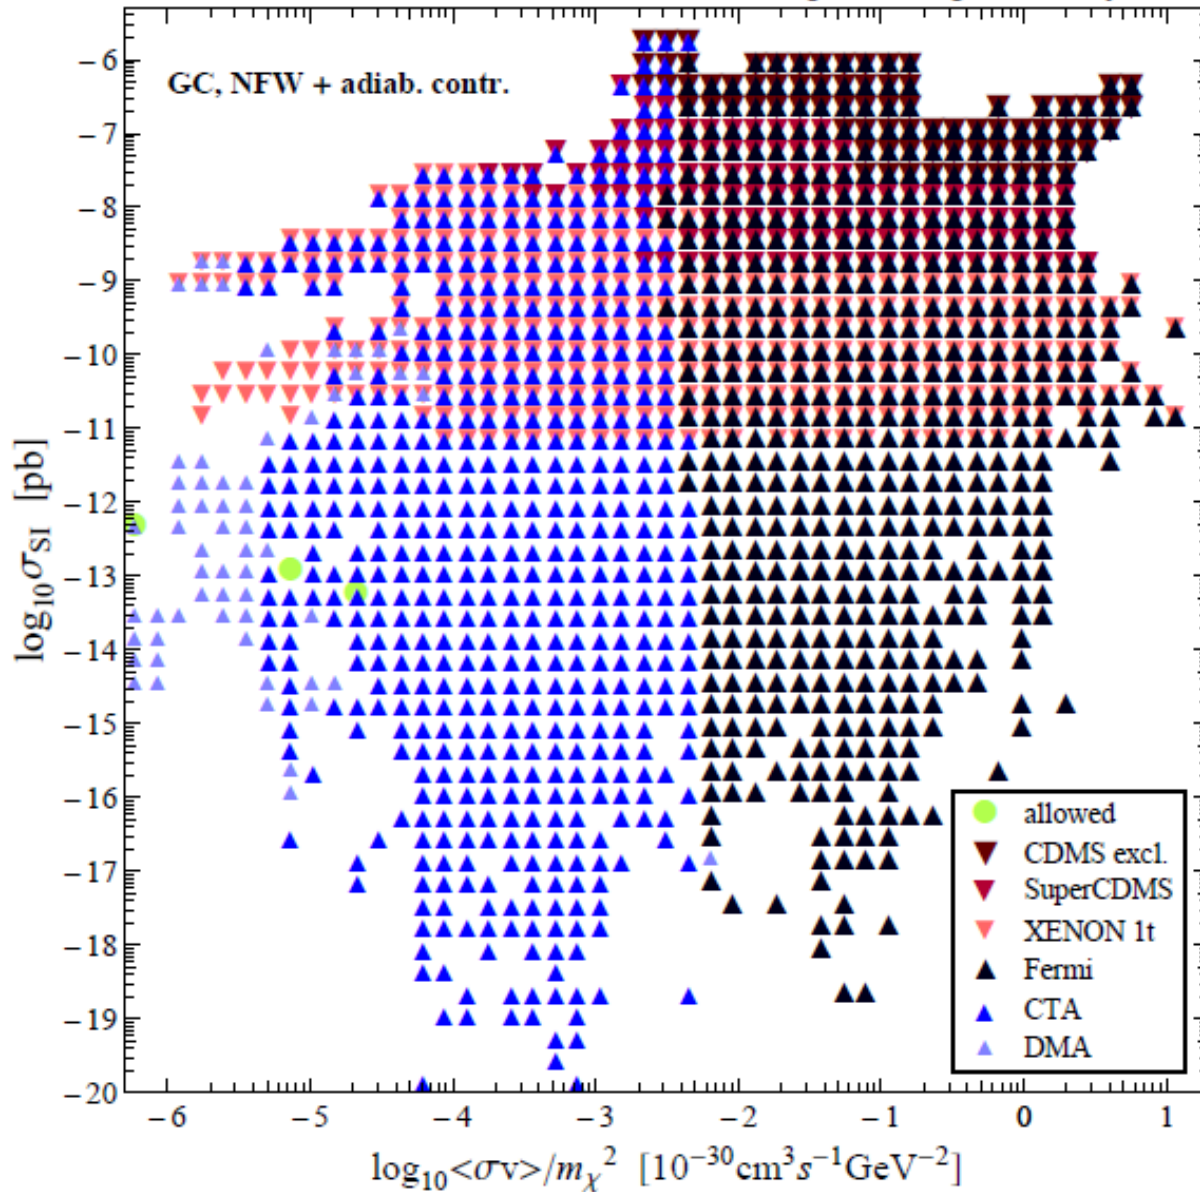 GC, NFW + adiab. contr.
−6
−7
−8
−9
−10
−11
−12
−13
−14
−15
−16
−17
−18
−19
−20
log₁₀σSI [pb]
allowed
CDMS excl.
SuperCDMS
XENON 1t
Fermi
CTA
DMA
−6 −5 −4 −3 −2 −1 0 1
log₁₀<σv>/mχ² [10⁻³⁰cm³s⁻¹GeV⁻²]